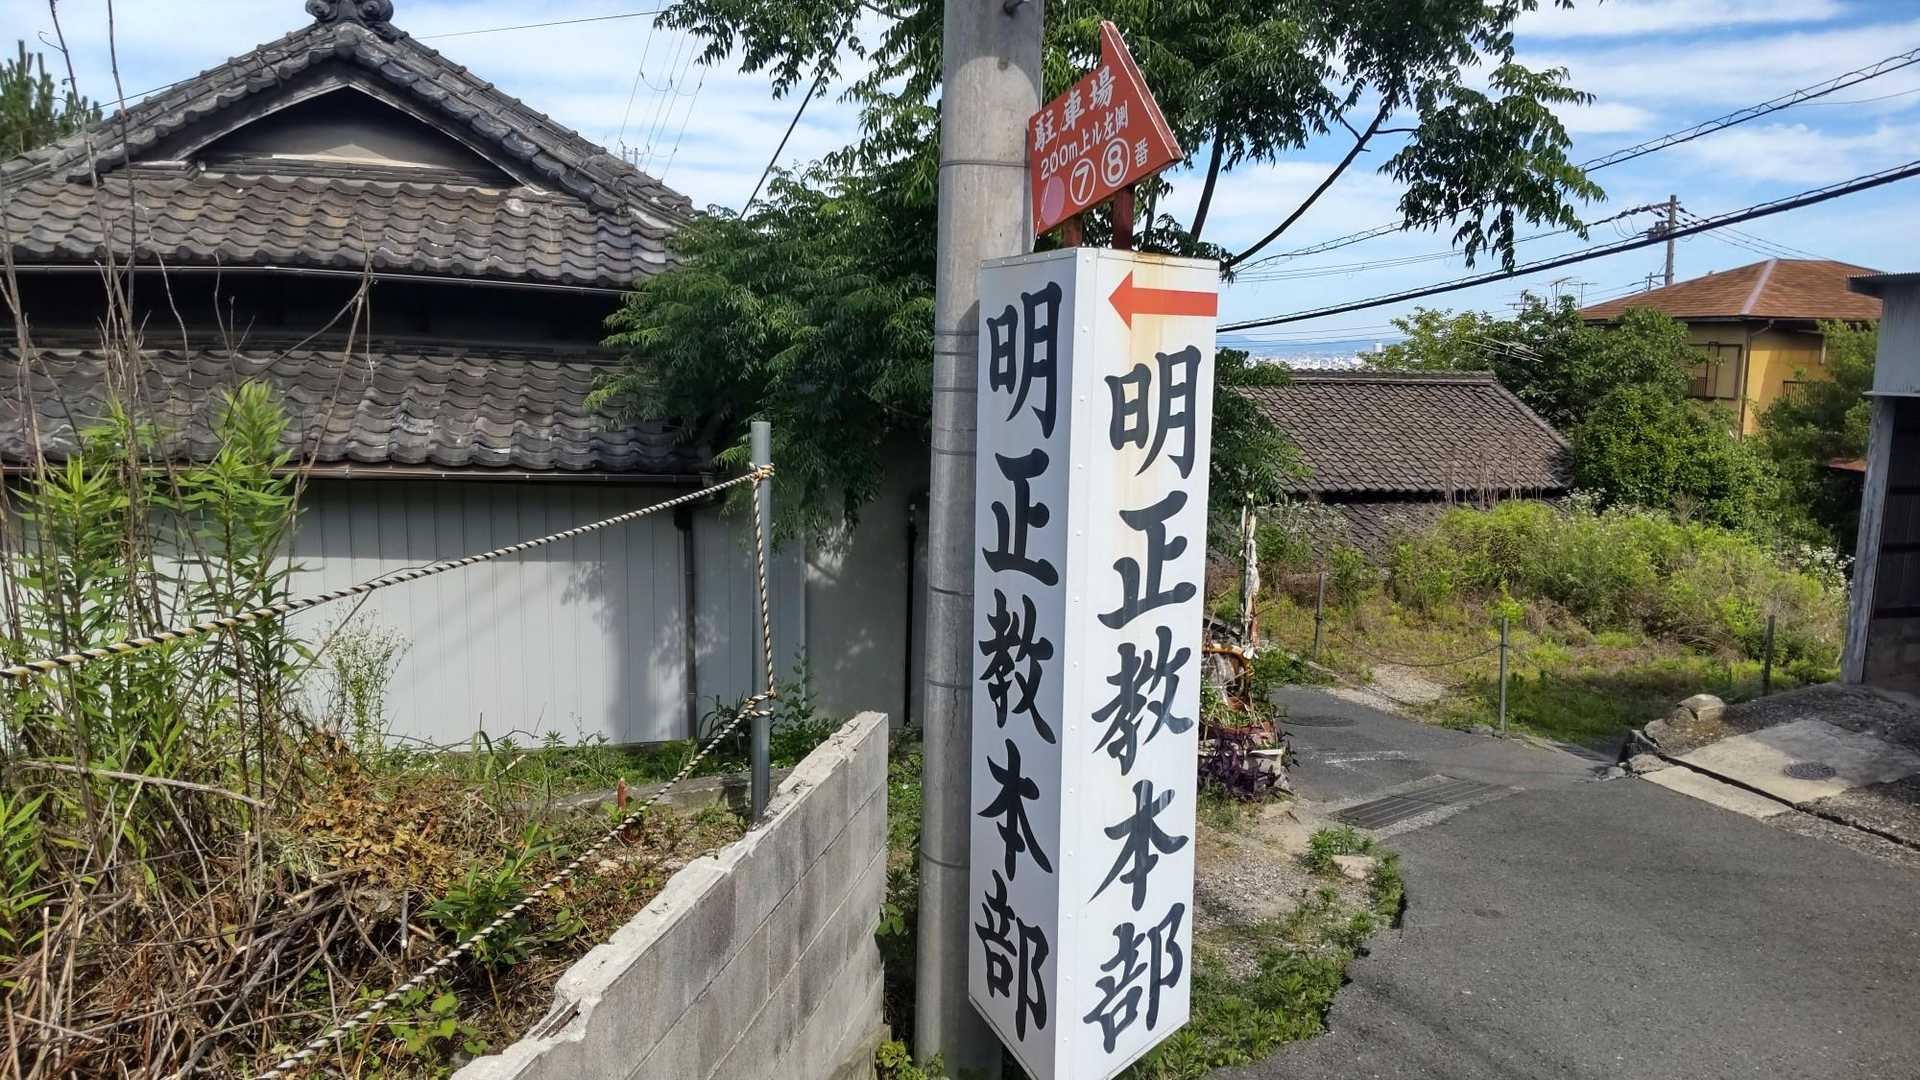 駐車場
200m上ル左側
⑦⑧番
明正教本部
明正教本部